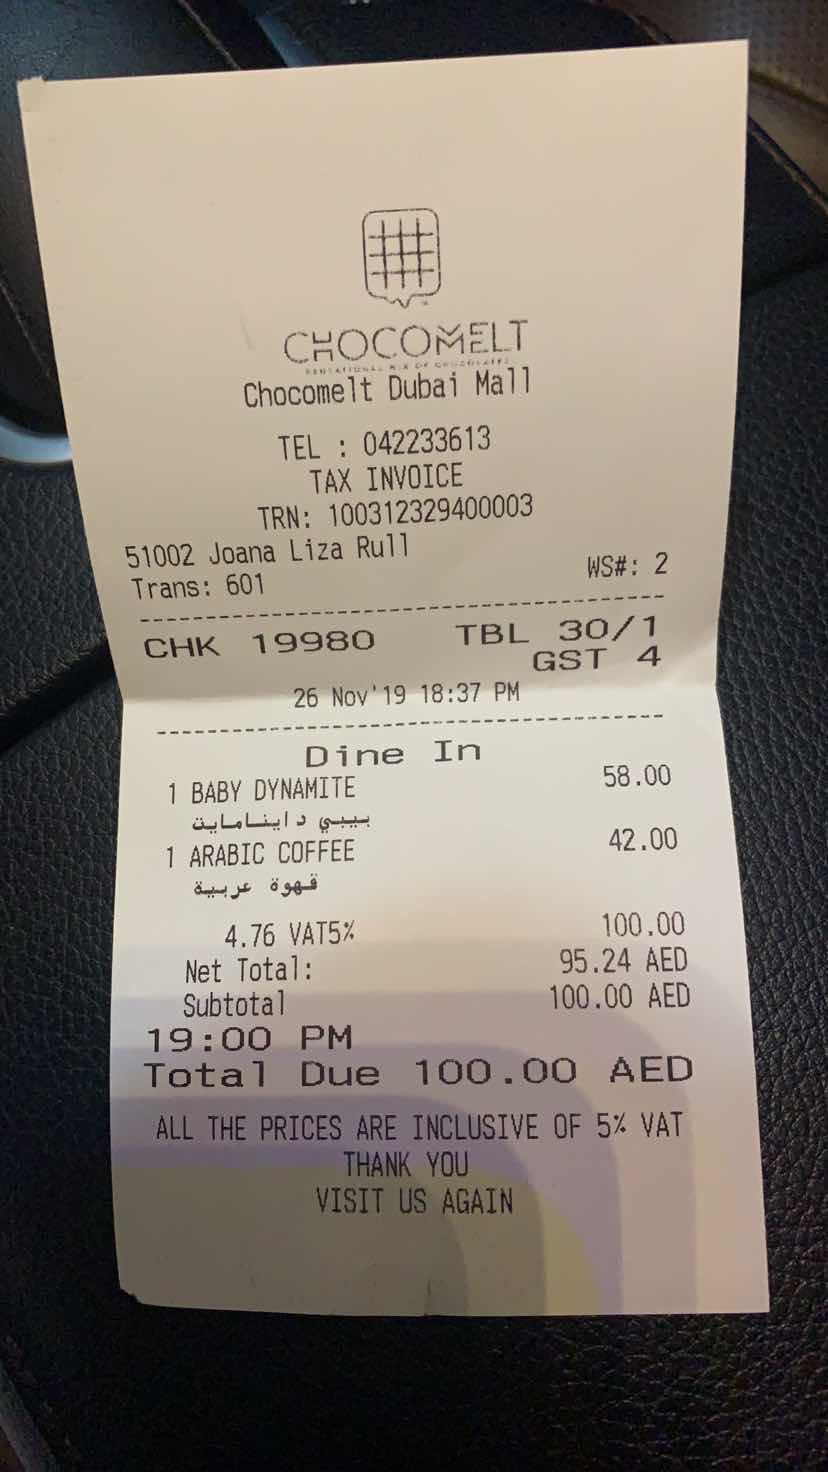 CHOCOMELT
SENSATIONAL MIX OF CHOCOLATES
Chocomelt Dubai Mall
TEL : 042233613
TAX INVOICE
TRN: 100312329400003
51002 Joana Liza Rull
Trans: 601 WS#: 2
CHK 19980 TBL 30/1
GST 4
26 Nov'19 18:37 PM
Dine In
1 BABY DYNAMITE 58.00
بيبي داينامايت
1 ARABIC COFFEE 42.00
قهوة عربية
4.76 VAT5% 100.00
Net Total: 95.24 AED
Subtotal 100.00 AED
19:00 PM
Total Due 100.00 AED
ALL THE PRICES ARE INCLUSIVE OF 5% VAT
THANK YOU
VISIT US AGAIN